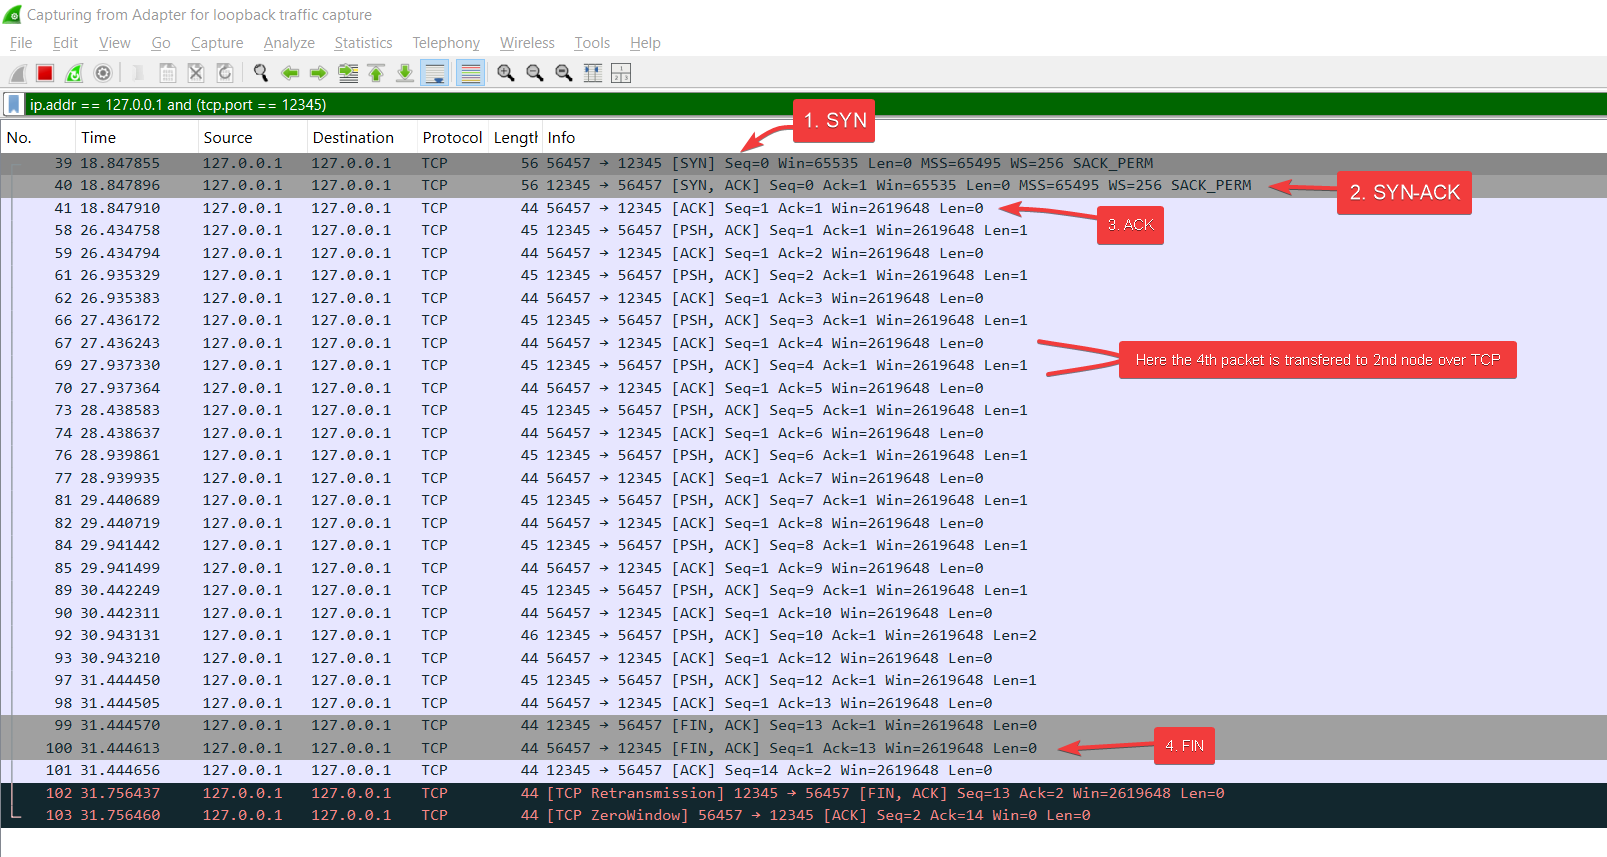 Capturing from Adapter for loopback traffic capture
File Edit View Go Capture Analyze Statistics Telephony Wireless Tools Help
ip.addr == 127.0.0.1 and (tcp.port == 12345)
1. SYN
No. Time Source Destination Protocol Length Info
39 18.847855 127.0.0.1 127.0.0.1 TCP 56 56457 → 12345 [SYN] Seq=0 Win=65535 Len=0 MSS=65495 WS=256 SACK_PERM
40 18.847896 127.0.0.1 127.0.0.1 TCP 56 12345 → 56457 [SYN, ACK] Seq=0 Ack=1 Win=65535 Len=0 MSS=65495 WS=256 SACK_PERM
2. SYN-ACK
41 18.847910 127.0.0.1 127.0.0.1 TCP 44 56457 → 12345 [ACK] Seq=1 Ack=1 Win=2619648 Len=0
3. ACK
58 26.434758 127.0.0.1 127.0.0.1 TCP 45 12345 → 56457 [PSH, ACK] Seq=1 Ack=1 Win=2619648 Len=1
59 26.434794 127.0.0.1 127.0.0.1 TCP 44 56457 → 12345 [ACK] Seq=1 Ack=2 Win=2619648 Len=0
61 26.935329 127.0.0.1 127.0.0.1 TCP 45 12345 → 56457 [PSH, ACK] Seq=2 Ack=1 Win=2619648 Len=1
62 26.935383 127.0.0.1 127.0.0.1 TCP 44 56457 → 12345 [ACK] Seq=1 Ack=3 Win=2619648 Len=0
66 27.436172 127.0.0.1 127.0.0.1 TCP 45 12345 → 56457 [PSH, ACK] Seq=3 Ack=1 Win=2619648 Len=1
67 27.436243 127.0.0.1 127.0.0.1 TCP 44 56457 → 12345 [ACK] Seq=1 Ack=4 Win=2619648 Len=0
Here the 4th packet is transfered to 2nd node over TCP
69 27.937330 127.0.0.1 127.0.0.1 TCP 45 12345 → 56457 [PSH, ACK] Seq=4 Ack=1 Win=2619648 Len=1
70 27.937364 127.0.0.1 127.0.0.1 TCP 44 56457 → 12345 [ACK] Seq=1 Ack=5 Win=2619648 Len=0
73 28.438583 127.0.0.1 127.0.0.1 TCP 45 12345 → 56457 [PSH, ACK] Seq=5 Ack=1 Win=2619648 Len=1
74 28.438637 127.0.0.1 127.0.0.1 TCP 44 56457 → 12345 [ACK] Seq=1 Ack=6 Win=2619648 Len=0
76 28.939861 127.0.0.1 127.0.0.1 TCP 45 12345 → 56457 [PSH, ACK] Seq=6 Ack=1 Win=2619648 Len=1
77 28.939935 127.0.0.1 127.0.0.1 TCP 44 56457 → 12345 [ACK] Seq=1 Ack=7 Win=2619648 Len=0
81 29.440689 127.0.0.1 127.0.0.1 TCP 45 12345 → 56457 [PSH, ACK] Seq=7 Ack=1 Win=2619648 Len=1
82 29.440719 127.0.0.1 127.0.0.1 TCP 44 56457 → 12345 [ACK] Seq=1 Ack=8 Win=2619648 Len=0
84 29.941442 127.0.0.1 127.0.0.1 TCP 45 12345 → 56457 [PSH, ACK] Seq=8 Ack=1 Win=2619648 Len=1
85 29.941499 127.0.0.1 127.0.0.1 TCP 44 56457 → 12345 [ACK] Seq=1 Ack=9 Win=2619648 Len=0
89 30.442249 127.0.0.1 127.0.0.1 TCP 45 12345 → 56457 [PSH, ACK] Seq=9 Ack=1 Win=2619648 Len=1
90 30.442311 127.0.0.1 127.0.0.1 TCP 44 56457 → 12345 [ACK] Seq=1 Ack=10 Win=2619648 Len=0
92 30.943131 127.0.0.1 127.0.0.1 TCP 46 12345 → 56457 [PSH, ACK] Seq=10 Ack=1 Win=2619648 Len=2
93 30.943210 127.0.0.1 127.0.0.1 TCP 44 56457 → 12345 [ACK] Seq=1 Ack=12 Win=2619648 Len=0
97 31.444450 127.0.0.1 127.0.0.1 TCP 45 12345 → 56457 [PSH, ACK] Seq=12 Ack=1 Win=2619648 Len=1
98 31.444505 127.0.0.1 127.0.0.1 TCP 44 56457 → 12345 [ACK] Seq=1 Ack=13 Win=2619648 Len=0
99 31.444570 127.0.0.1 127.0.0.1 TCP 44 12345 → 56457 [FIN, ACK] Seq=13 Ack=1 Win=2619648 Len=0
100 31.444613 127.0.0.1 127.0.0.1 TCP 44 56457 → 12345 [FIN, ACK] Seq=1 Ack=13 Win=2619648 Len=0
4. FIN
101 31.444656 127.0.0.1 127.0.0.1 TCP 44 12345 → 56457 [ACK] Seq=14 Ack=2 Win=2619648 Len=0
102 31.756437 127.0.0.1 127.0.0.1 TCP 44 [TCP Retransmission] 12345 → 56457 [FIN, ACK] Seq=13 Ack=2 Win=2619648 Len=0
103 31.756460 127.0.0.1 127.0.0.1 TCP 44 [TCP ZeroWindow] 56457 → 12345 [ACK] Seq=2 Ack=14 Win=0 Len=0